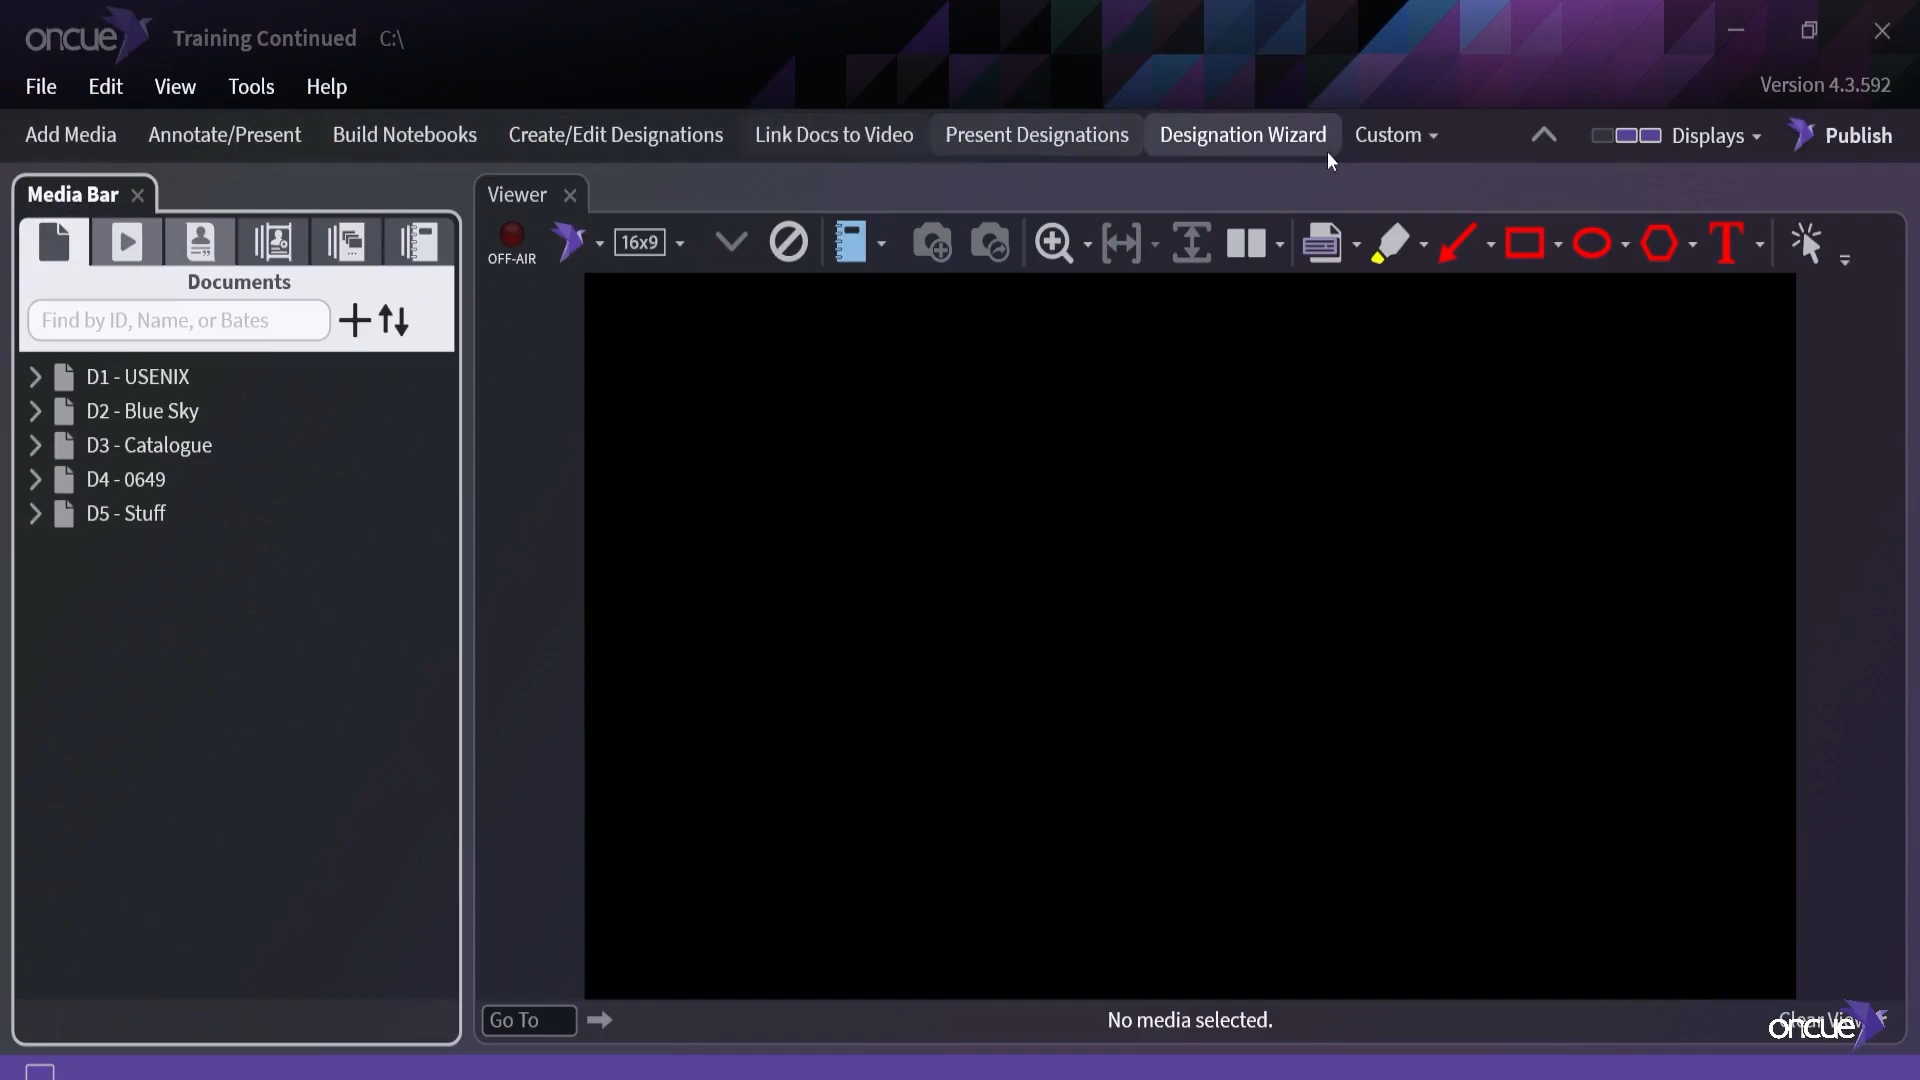 oncue Training Continued C:\
File Edit View Tools Help Version 4.3.592
Add Media Annotate/Present Build Notebooks Create/Edit Designations Link Docs to Video Present Designations Designation Wizard Custom Displays Publish
Media Bar
Viewer
OFF-AIR
16x9
T
Documents
Find by ID, Name, or Bates
D1 - USENIX
D2 - Blue Sky
D3 - Catalogue
D4 - 0649
D5 - Stuff
Go To
No media selected.
oncue